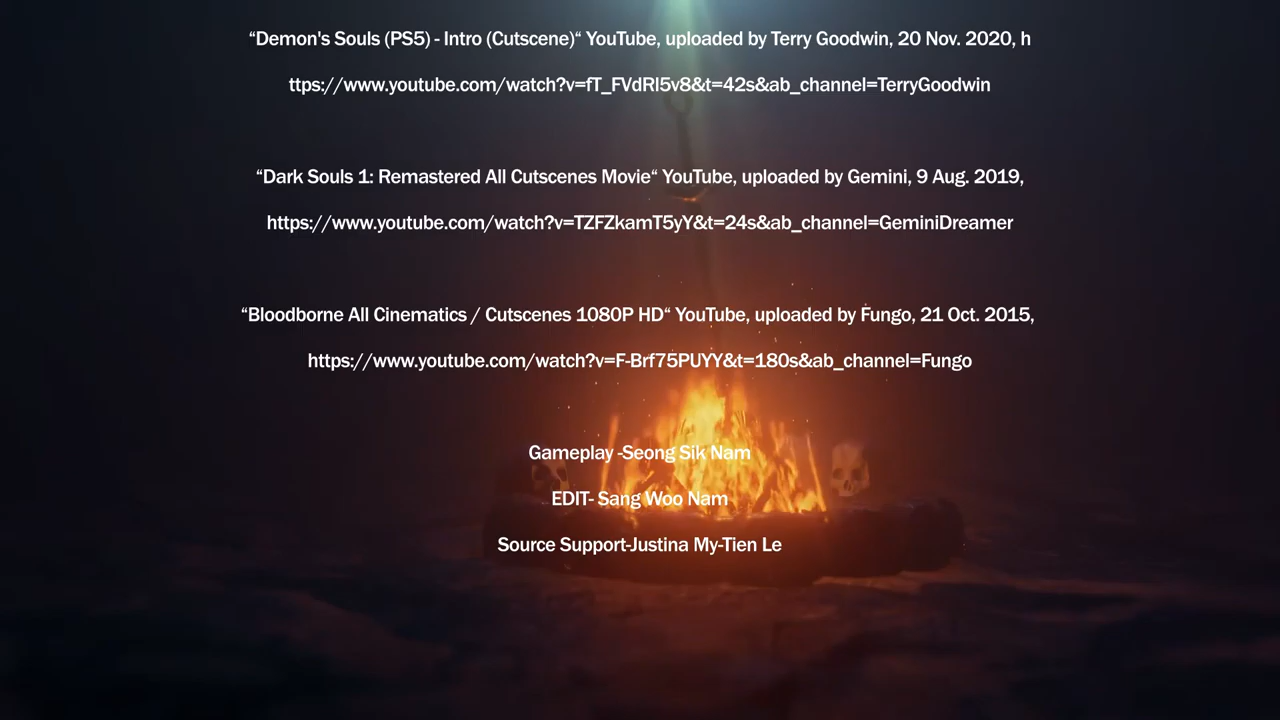 “Demon's Souls (PS5) - Intro (Cutscene)“ YouTube, uploaded by Terry Goodwin, 20 Nov. 2020, h
ttps://www.youtube.com/watch?v=fT_FVdRl5v8&t=42s&ab_channel=TerryGoodwin
“Dark Souls 1: Remastered All Cutscenes Movie“ YouTube, uploaded by Gemini, 9 Aug. 2019,
https://www.youtube.com/watch?v=TZFZkamT5yY&t=24s&ab_channel=GeminiDreamer
“Bloodborne All Cinematics / Cutscenes 1080P HD“ YouTube, uploaded by Fungo, 21 Oct. 2015,
https://www.youtube.com/watch?v=F-Brf75PUYY&t=180s&ab_channel=Fungo
Gameplay -Seong Sik Nam
EDIT- Sang Woo Nam
Source Support-Justina My-Tien Le